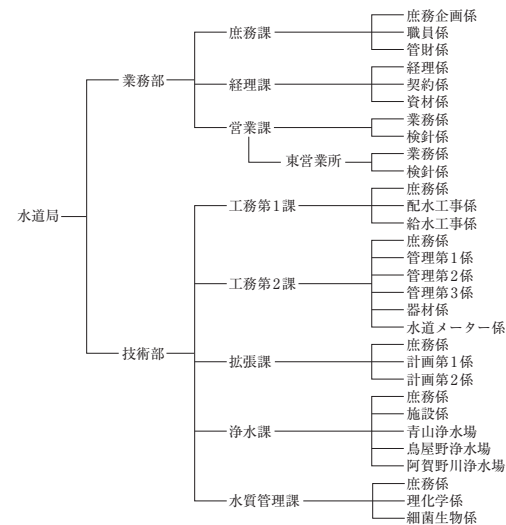 水道局
業務部
庶務課
庶務企画係
職員係
管財係
経理課
経理係
契約係
資材係
営業課
業務係
検針係
東営業所
業務係
検針係
技術部
工務第1課
庶務係
配水工事係
給水工事係
工務第2課
庶務係
管理第1係
管理第2係
管理第3係
器材係
水道メーター係
拡張課
庶務係
計画第1係
計画第2係
浄水課
庶務係
施設係
青山浄水場
鳥屋野浄水場
阿賀野川浄水場
水質管理課
庶務係
理化学係
細菌生物係